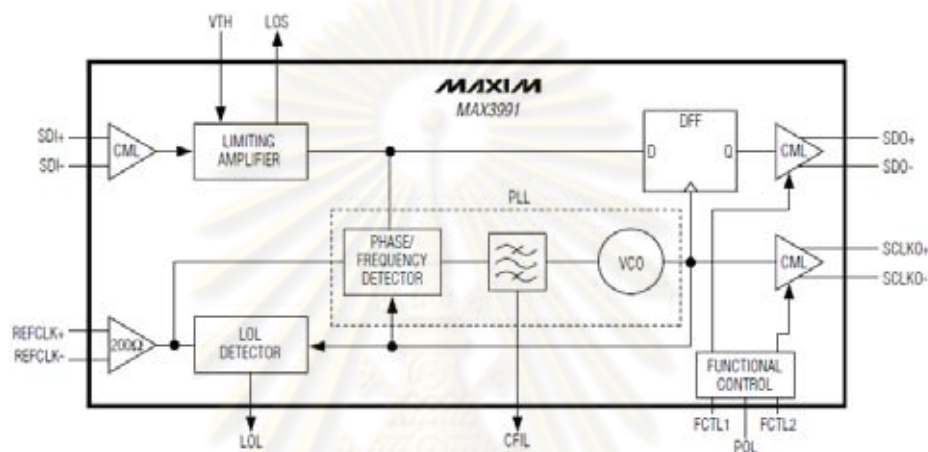 VTH LOS
MAXIM
MAX3991
SDI+
SDI-
CML
LIMITING
AMPLIFIER
DFF
D Q
CML
SDO+
SDO-
PLL
PHASE/
FREQUENCY
DETECTOR
VCO
CML
SCLKO+
SCLKO-
REFCLK+
REFCLK-
200Ω
LOL
DETECTOR
FUNCTIONAL
CONTROL
LOL
CFIL
FCTL1
POL
FCTL2